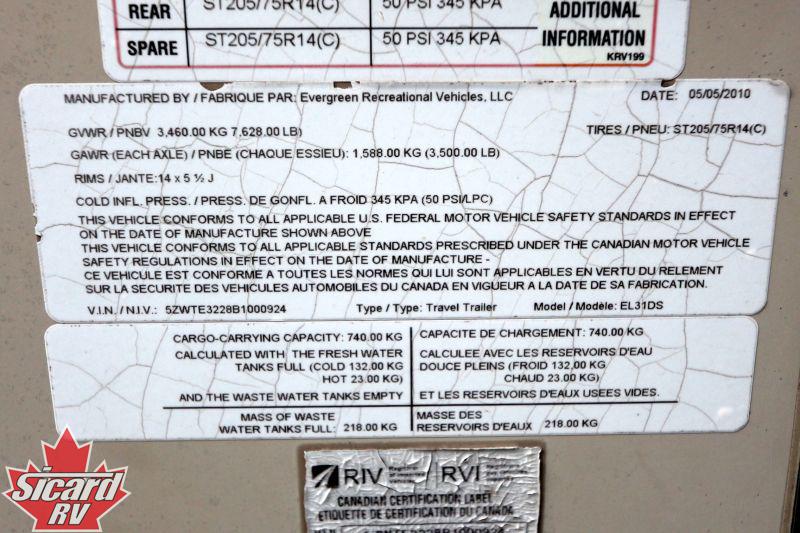 REAR ST205/75R14(C) 50 PSI 345 KPA ADDITIONAL
SPARE ST205/75R14(C) 50 PSI 345 KPA INFORMATION
KRV199
MANUFACTURED BY / FABRIQUE PAR: Evergreen Recreational Vehicles, LLC DATE: 05/05/2010
GVWR / PNBV 3,460.00 KG 7,628.00 LB) TIRES / PNEU: ST205/75R14(C)
GAWR (EACH AXLE) / PNBE (CHAQUE ESSIEU): 1,588.00 KG (3,500.00 LB)
RIMS / JANTE:14 x 5 ½ J
COLD INFL. PRESS. / PRESS. DE GONFL. A FROID 345 KPA (50 PSI/LPC)
THIS VEHICLE CONFORMS TO ALL APPLICABLE U.S. FEDERAL MOTOR VEHICLE SAFETY STANDARDS IN EFFECT
ON THE DATE OF MANUFACTURE SHOWN ABOVE
THIS VEHICLE CONFORMS TO ALL APPLICABLE STANDARDS PRESCRIBED UNDER THE CANADIAN MOTOR VEHICLE
SAFETY REGULATIONS IN EFFECT ON THE DATE OF MANUFACTURE -
CE VEHICULE EST CONFORME A TOUTES LES NORMES QUI LUI SONT APPLICABLES EN VERTU DU RELEMENT
SUR LA SECURITE DES VEHICULES AUTOMOBILES DU CANADA EN VIGUEUR A LA DATE DE SA FABRICATION.
V.I.N. / N.I.V.: 5ZWTE3228B1000924 Type / Type: Travel Trailer Model / Modèle: EL31DS
CARGO-CARRYING CAPACITY: 740.00 KG CAPACITE DE CHARGEMENT: 740.00 KG
CALCULATED WITH THE FRESH WATER CALCULEE AVEC LES RESERVOIRS D'EAU
TANKS FULL (COLD 132.00 KG DOUCE PLEINS (FROID 132.00 KG
HOT 23.00 KG) CHAUD 23.00 KG)
AND THE WASTE WATER TANKS EMPTY ET LES RESERVOIRS D'EAUX USEES VIDES.
MASS OF WASTE MASSE DES
WATER TANKS FULL: 218.00 KG RESERVOIRS D'EAUX 218.00 KG
RIV RVI
CANADIAN CERTIFICATION LABEL
ETIQUETTE DE CERTIFICATION DU CANADA
Sicard
RV